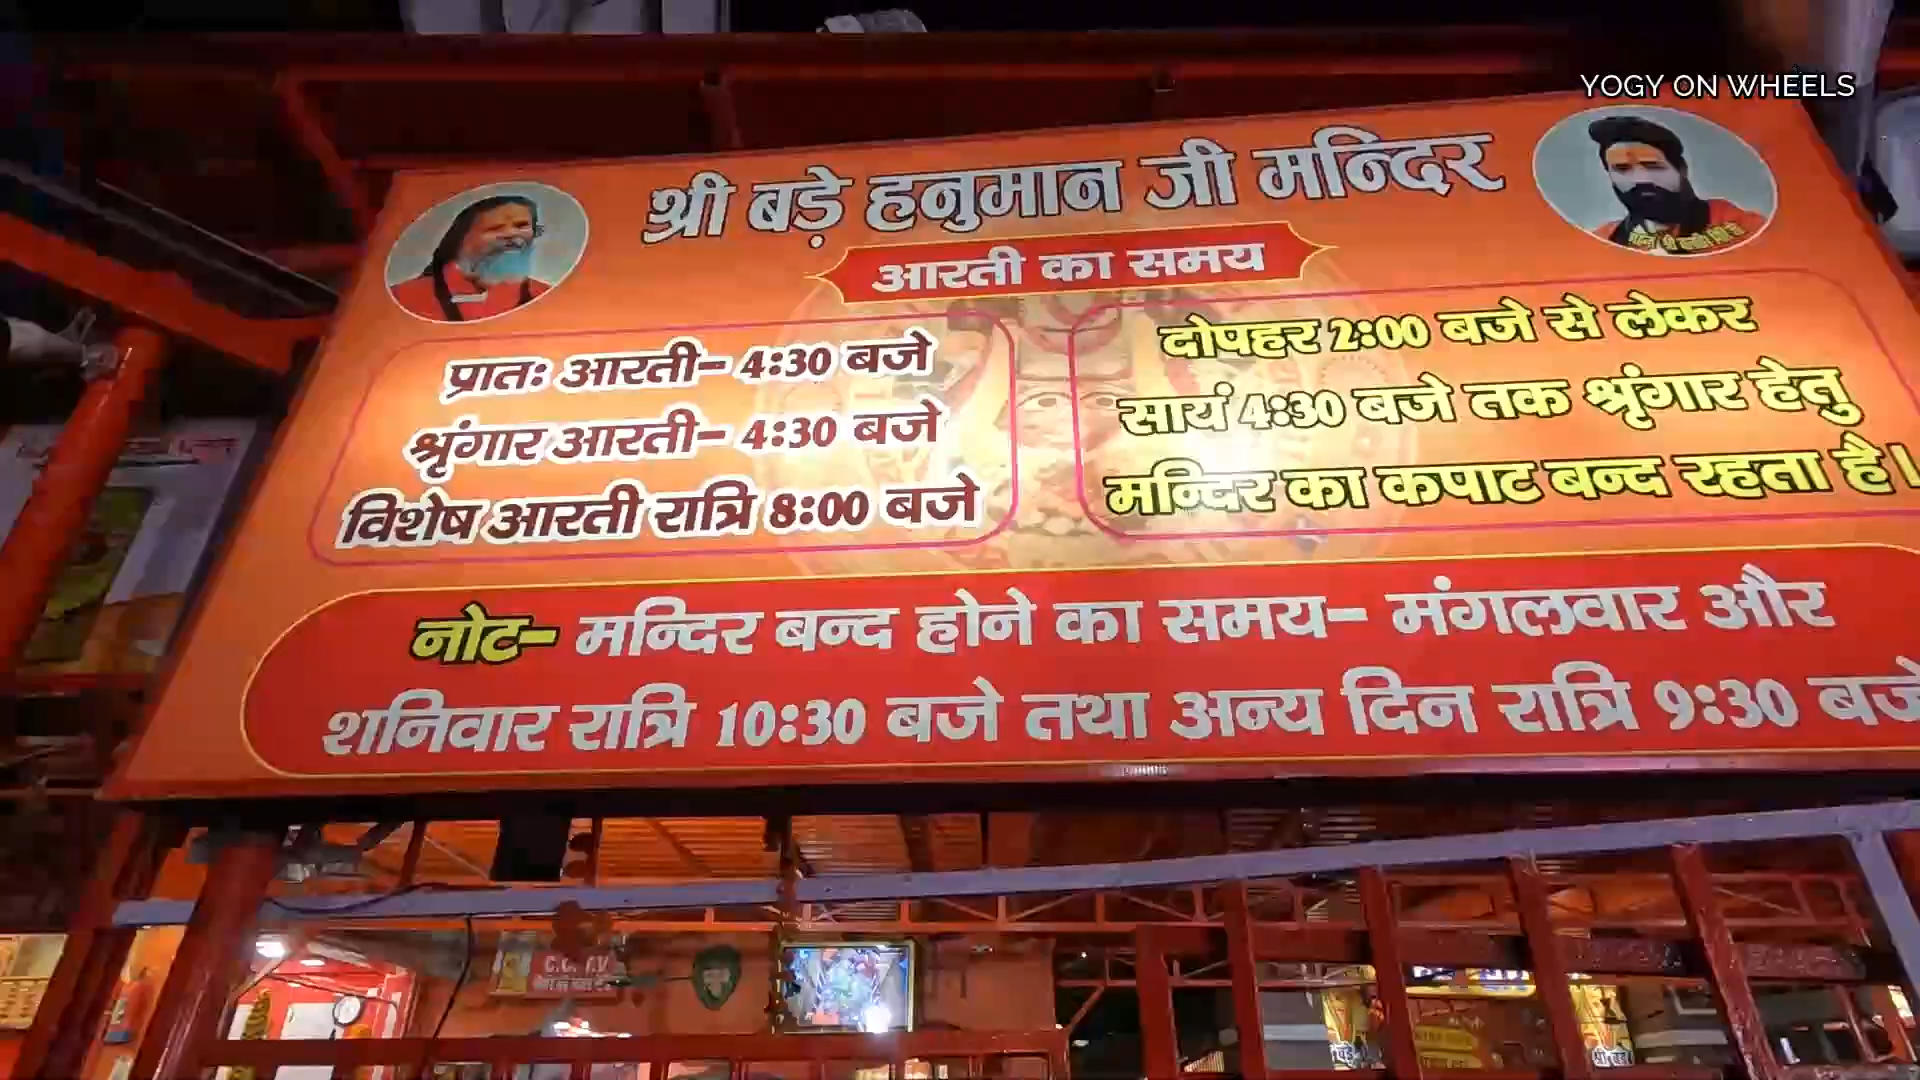 YOGY ON WHEELS
श्री बड़े हनुमान जी मन्दिर
आरती का समय
प्रातः आरती- 4:30 बजे
श्रृंगार आरती- 4:30 बजे
विशेष आरती रात्रि 8:00 बजे
दोपहर 2:00 बजे से लेकर
सायं 4:30 बजे तक श्रृंगार हेतु
मन्दिर का कपाट बन्द रहता है।
नोट- मन्दिर बन्द होने का समय- मंगलवार और
शनिवार रात्रि 10:30 बजे तथा अन्य दिन रात्रि 9:30 बजे